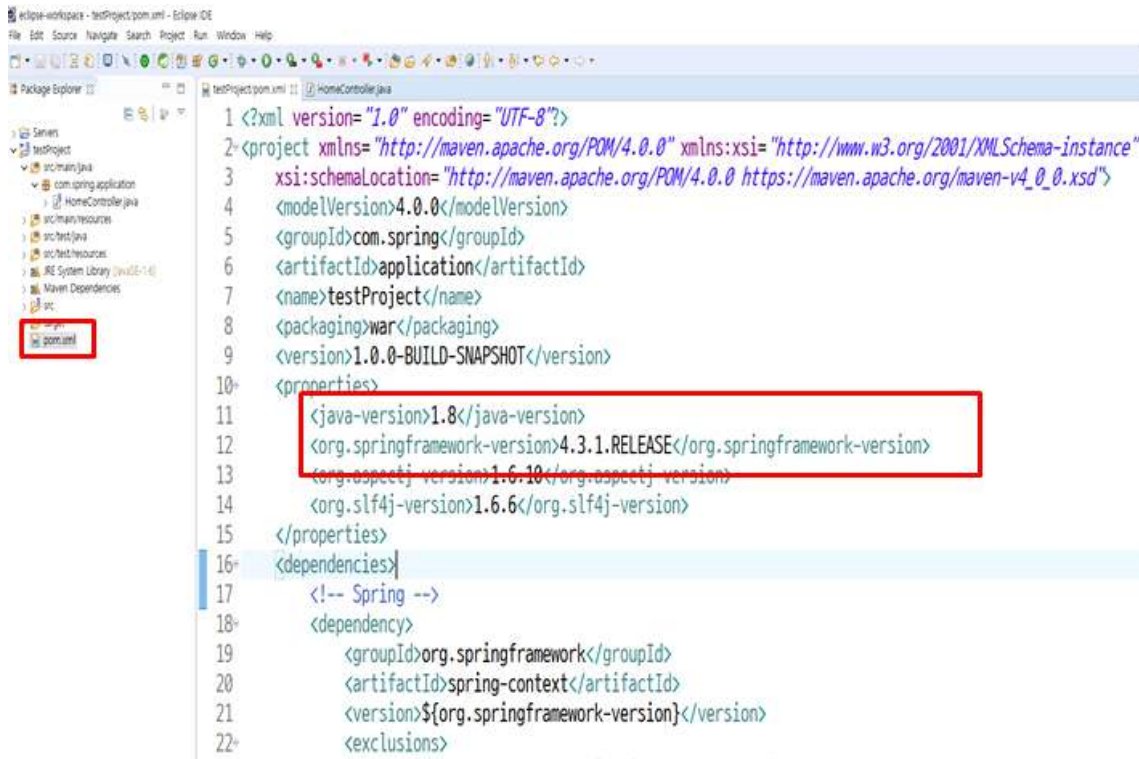 eclipse-workspace - testProject/pom.xml - Eclipse IDE
File Edit Source Navigate Search Project Run Window Help
Package Explorer
testProject/pom.xml HomeController.java
Servers
testProject
src/main/java
com.spring.application
HomeController.java
src/main/resources
src/test/java
src/test/resources
JRE System Library [JavaSE-1.6]
Maven Dependencies
src
target
pom.xml
1 <?xml version="1.0" encoding="UTF-8"?>
2 <project xmlns="http://maven.apache.org/POM/4.0.0" xmlns:xsi="http://www.w3.org/2001/XMLSchema-instance"
3 xsi:schemaLocation="http://maven.apache.org/POM/4.0.0 https://maven.apache.org/maven-v4_0_0.xsd">
4 <modelVersion>4.0.0</modelVersion>
5 <groupId>com.spring</groupId>
6 <artifactId>application</artifactId>
7 <name>testProject</name>
8 <packaging>war</packaging>
9 <version>1.0.0-BUILD-SNAPSHOT</version>
10 <properties>
11 <java-version>1.8</java-version>
12 <org.springframework-version>4.3.1.RELEASE</org.springframework-version>
13 <org.aspectj-version>1.6.10</org.aspectj-version>
14 <org.slf4j-version>1.6.6</org.slf4j-version>
15 </properties>
16 <dependencies>
17 <!-- Spring -->
18 <dependency>
19 <groupId>org.springframework</groupId>
20 <artifactId>spring-context</artifactId>
21 <version>${org.springframework-version}</version>
22 <exclusions>